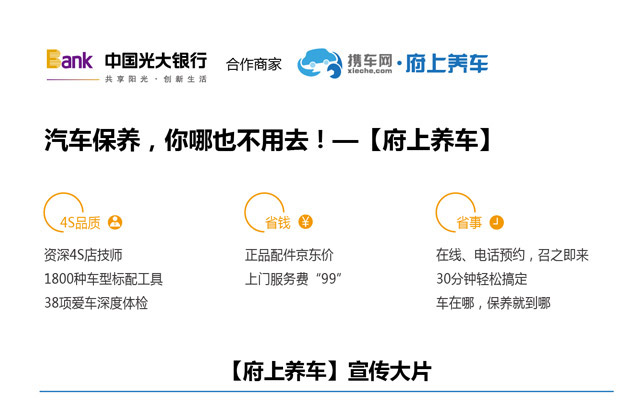 Bank 中国光大银行
共享阳光·创新生活
合作商家
携车网·府上养车
xieche.com
汽车保养，你哪也不用去！—【府上养车】
4S品质
资深4S店技师
1800种车型标配工具
38项爱车深度体检
省钱 ¥
正品配件京东价
上门服务费“99”
省事
在线、电话预约，召之即来
30分钟轻松搞定
车在哪，保养就到哪
【府上养车】宣传大片